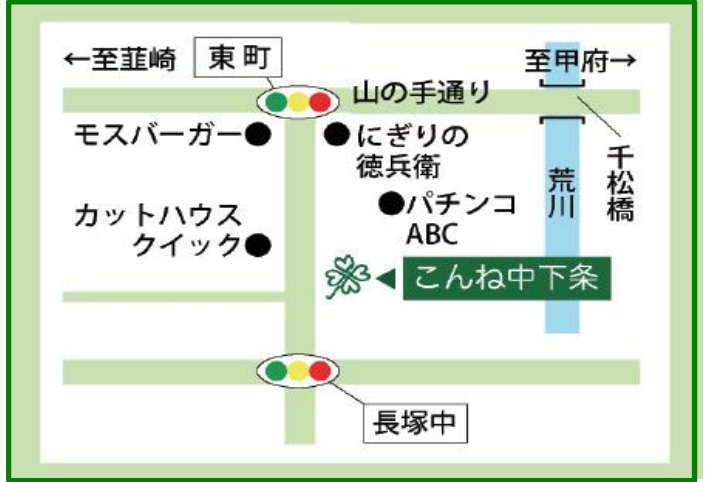 ←至韮崎
東町
至甲府→
山の手通り
モスバーガー●
●にぎりの
徳兵衛
千松橋
荒川
●パチンコ
ABC
カットハウス
クイック●
◀こんね中下条
長塚中